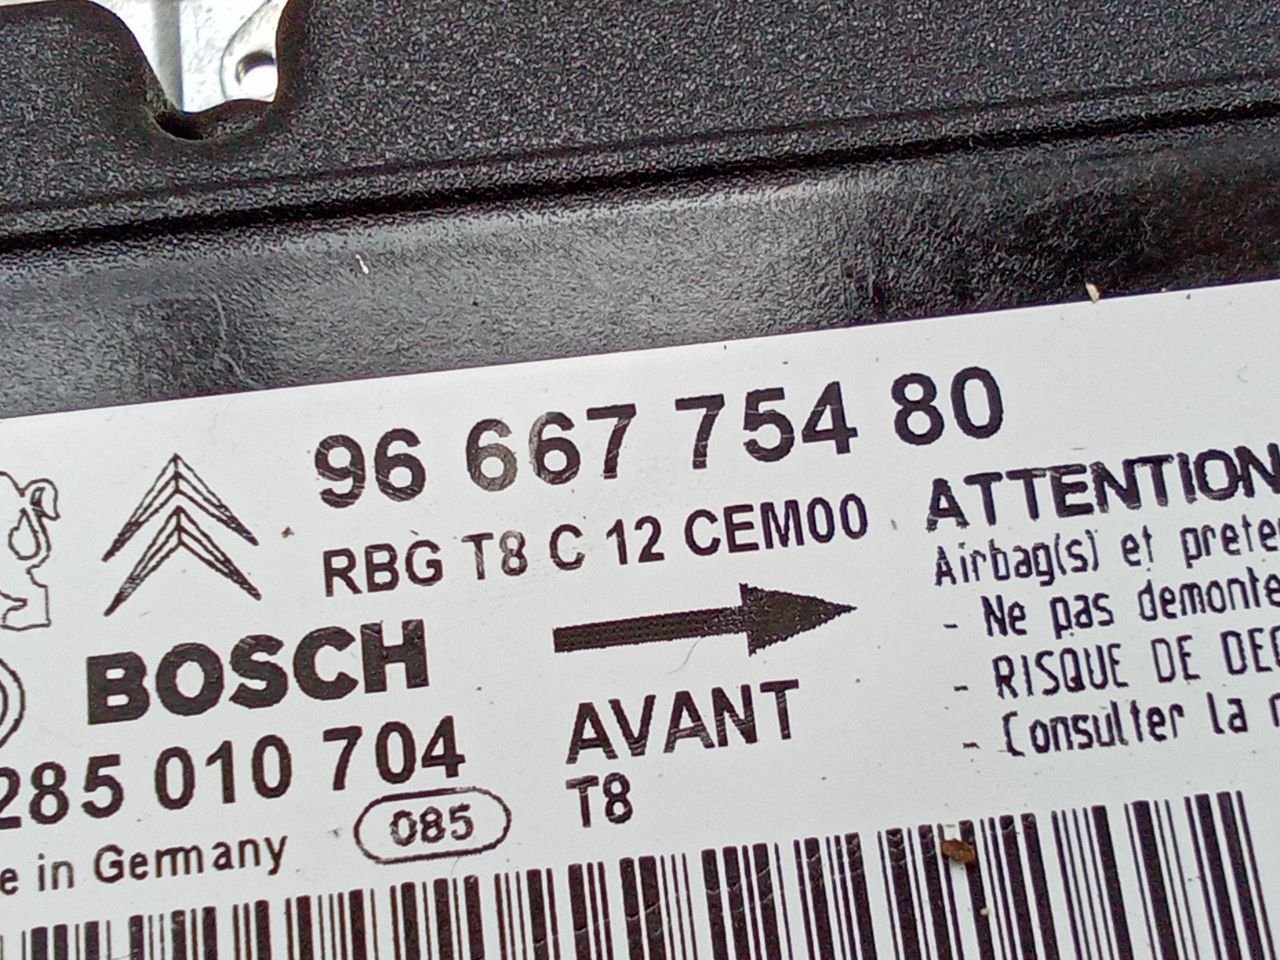 96 667 754 80
RBG T8 C 12 CEM00
BOSCH
285 010 704
085
in Germany
AVANT
T8
ATTENTION
Airbag(s) et
- Ne pas
- RISQUE DE
- Consulter la